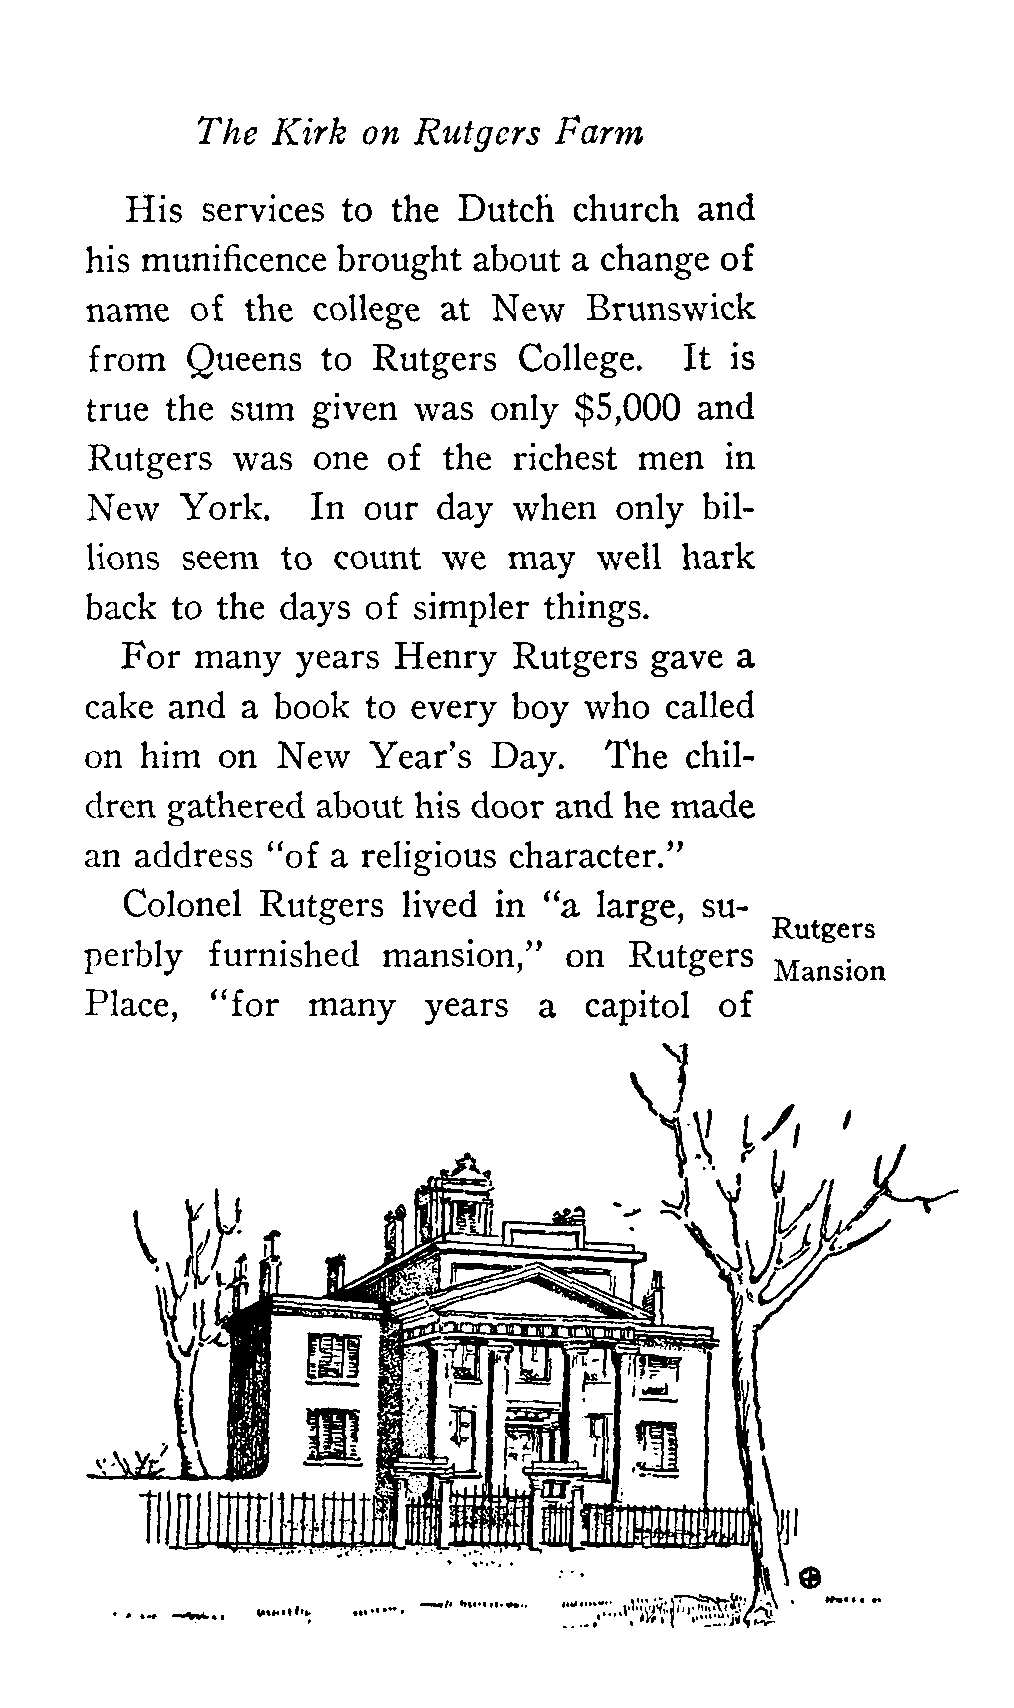 The Kirk on Rutgers Farm
His services to the Dutch church and
his munificence brought about a change of
name of the college at New Brunswick
from Queens to Rutgers College. It is
true the sum given was only $5,000 and
Rutgers was one of the richest men in
New York. In our day when only bil-
lions seem to count we may well hark
back to the days of simpler things.
For many years Henry Rutgers gave a
cake and a book to every boy who called
on him on New Year's Day. The chil-
dren gathered about his door and he made
an address "of a religious character."
Colonel Rutgers lived in "a large, su-
perbly furnished mansion," on Rutgers
Place, "for many years a capitol of
Rutgers
Mansion